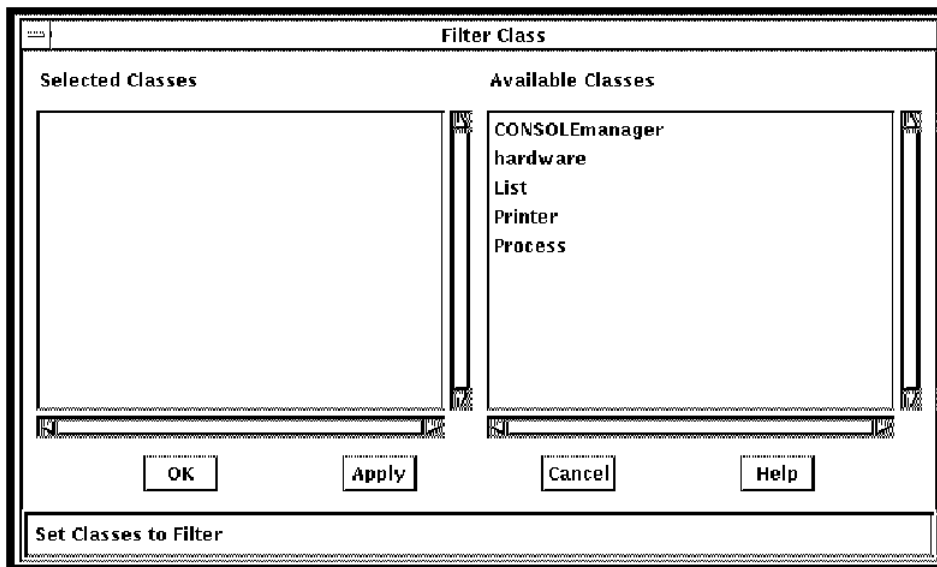 Filter Class
Selected Classes
Available Classes
CONSOLEmanager
hardware
List
Printer
Process
OK
Apply
Cancel
Help
Set Classes to Filter